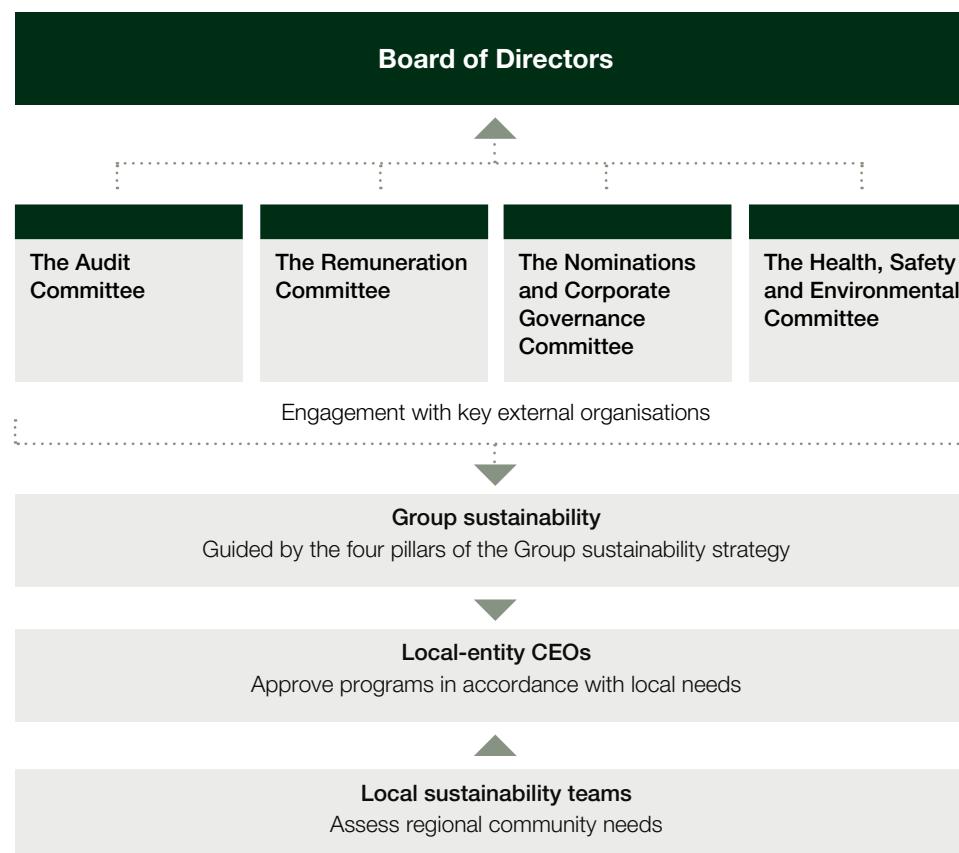 Board of Directors
The Audit
Committee
The Remuneration
Committee
The Nominations
and Corporate
Governance
Committee
The Health, Safety
and Environmental
Committee
Engagement with key external organisations
Group sustainability
Guided by the four pillars of the Group sustainability strategy
Local-entity CEOs
Approve programs in accordance with local needs
Local sustainability teams
Assess regional community needs